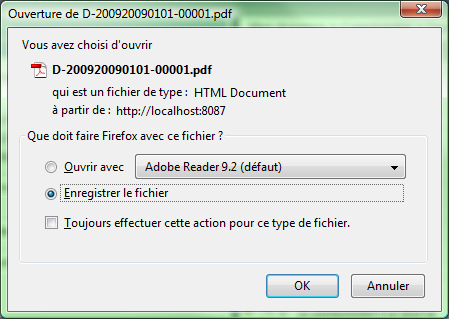 Ouverture de D-200920090101-00001.pdf
Vous avez choisi d'ouvrir
D-200920090101-00001.pdf
qui est un fichier de type : HTML Document
à partir de : http://localhost:8087
Que doit faire Firefox avec ce fichier ?
Ouvrir avec Adobe Reader 9.2 (défaut)
Enregistrer le fichier
Toujours effectuer cette action pour ce type de fichier.
OK Annuler